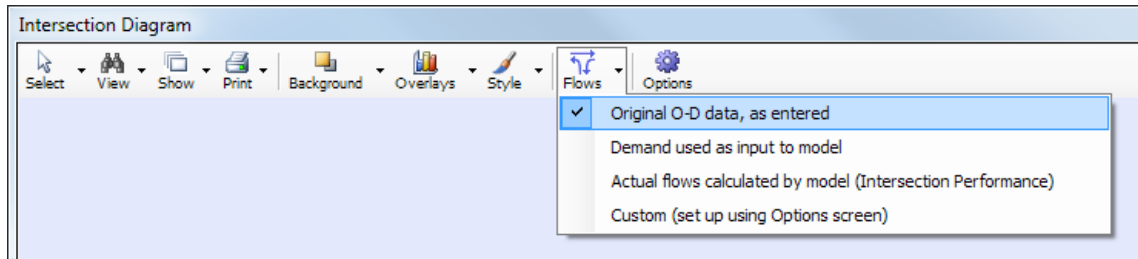 Intersection Diagram
Select View Show Print Background Overlays Style Flows Options
Original O-D data, as entered
Demand used as input to model
Actual flows calculated by model (Intersection Performance)
Custom (set up using Options screen)